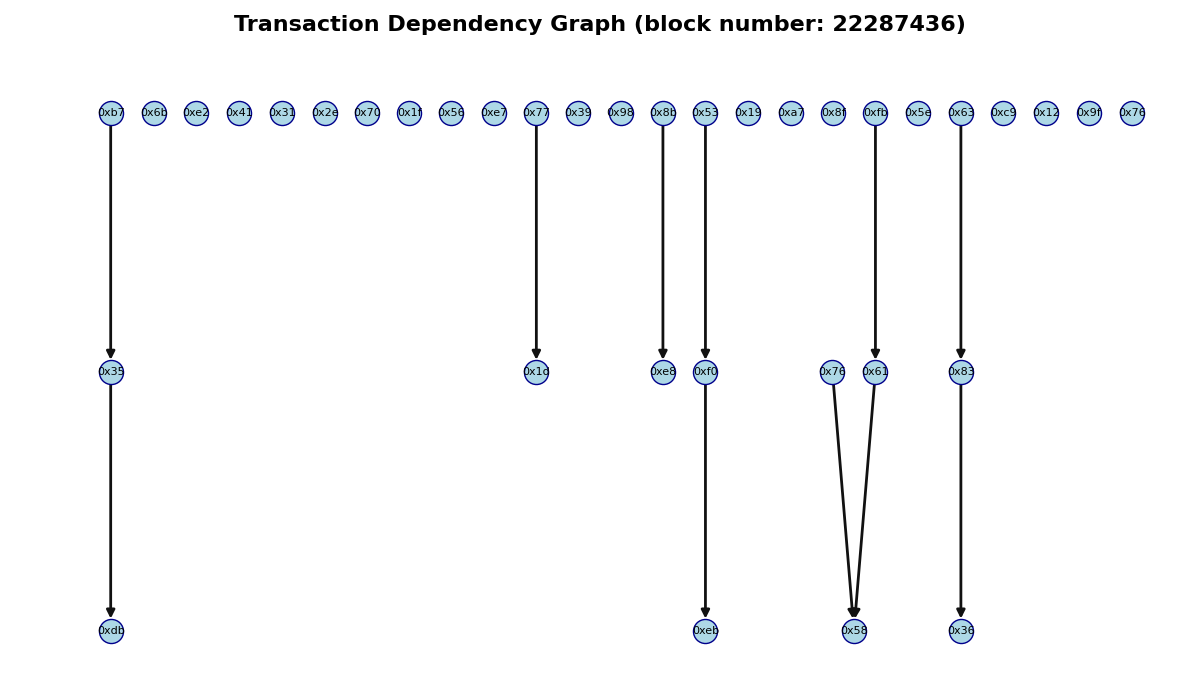 Transaction Dependency Graph (block number: 22287436)
0xb7 0x6b 0xe2 0x41 0x31 0x2e 0x70 0x1f 0x56 0xe7 0x77 0x39 0x98 0x8b 0x53 0x19 0xa7 0x8f 0xfb 0x5e 0x63 0xc9 0x12 0x9f 0x76
0x35 0x1d 0xe8 0xf0 0x76 0x61 0x83
0xdb 0xeb 0x58 0x36